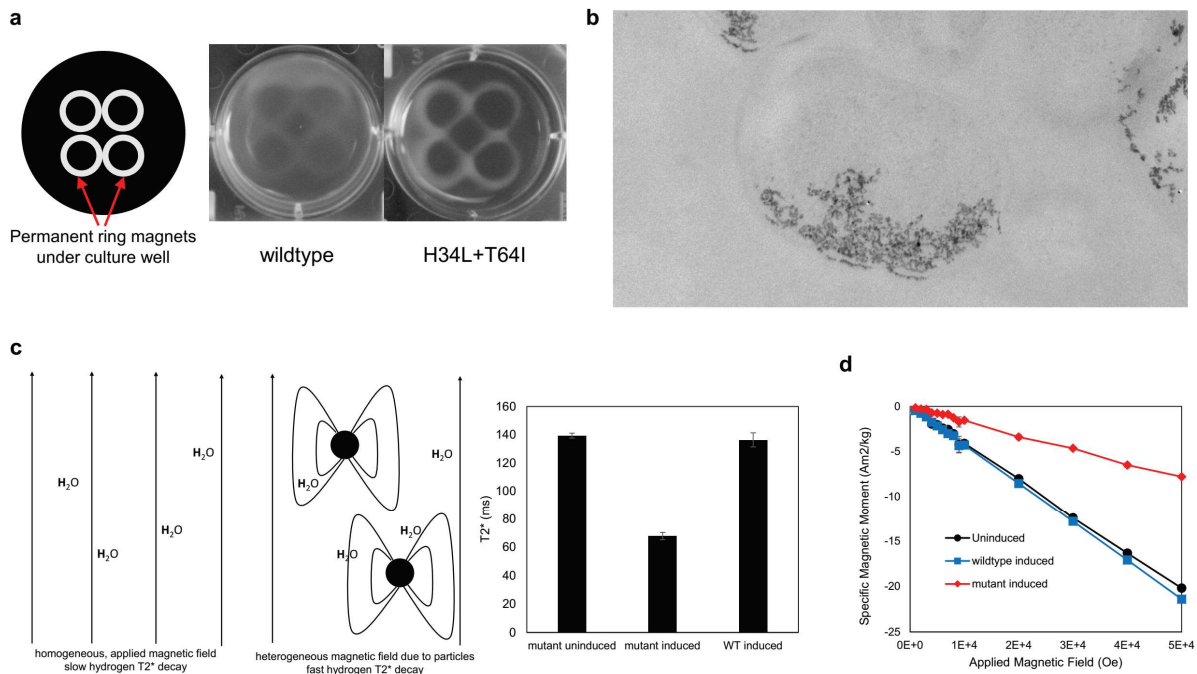 a
Permanent ring magnets
under culture well
wildtype
H34L+T64I
b
c
H₂O
H₂O
H₂O
H₂O
homogeneous, applied magnetic field
slow hydrogen T2* decay
H₂O
H₂O
H₂O
H₂O
heterogeneous magnetic field due to particles
fast hydrogen T2* decay
T2* (ms)
160
140
120
100
80
60
40
20
0
mutant uninduced
mutant induced
WT induced
d
Specific Magnetic Moment (Am2/kg)
0
-5
-10
-15
-20
-25
Uninduced
wildtype induced
mutant induced
0E+0
1E+4
2E+4
3E+4
4E+4
5E+4
Applied Magnetic Field (Oe)